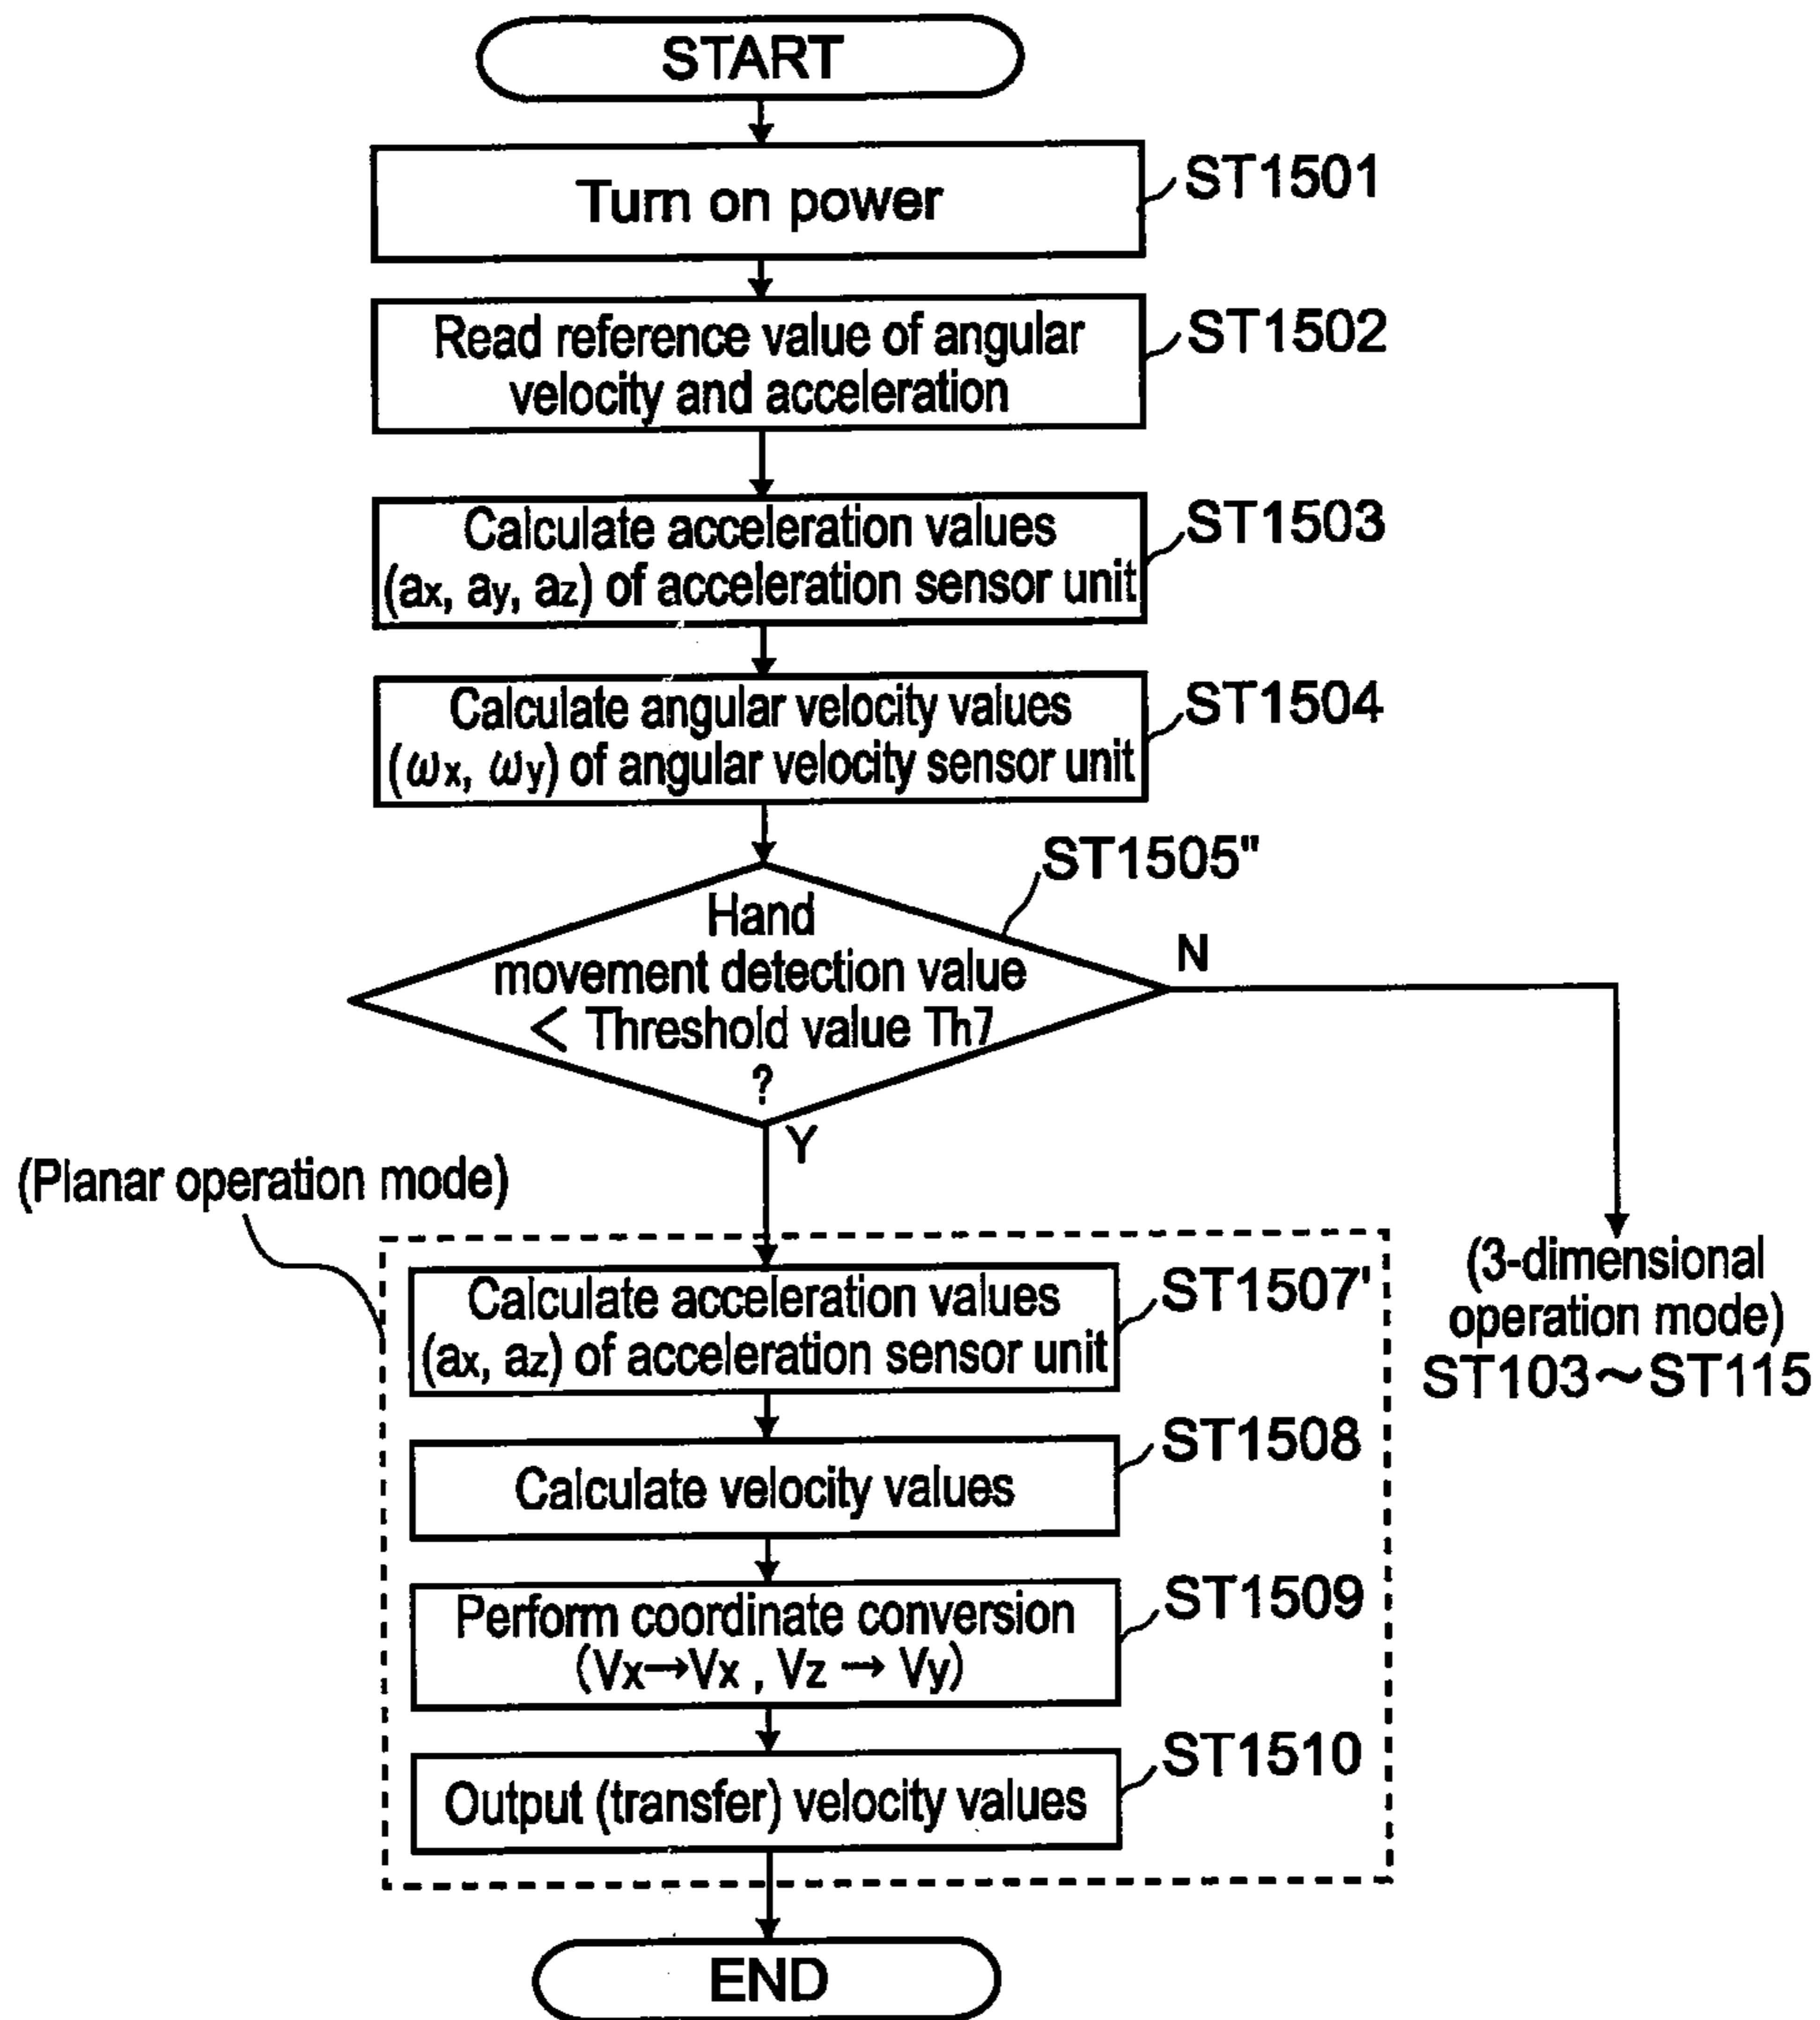 START
Turn on power
ST1501
Read reference value of angular
velocity and acceleration
ST1502
Calculate acceleration values
(ax, ay, az) of acceleration sensor unit
ST1503
Calculate angular velocity values
(ωx, ωy) of angular velocity sensor unit
ST1504
Hand
movement detection value
< Threshold value Th7
?
ST1505"
N
Y
(Planar operation mode)
(3-dimensional
operation mode)
ST103～ST115
Calculate acceleration values
(ax, az) of acceleration sensor unit
ST1507'
Calculate velocity values
ST1508
Perform coordinate conversion
(Vx→Vx , Vz → Vy)
ST1509
Output (transfer) velocity values
ST1510
END